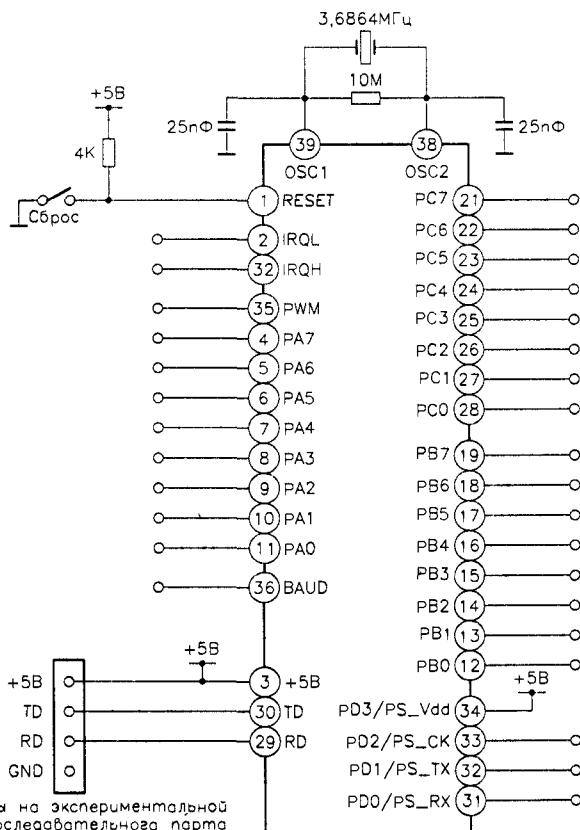 3,6864МГц
10М
+5В
25пФ
25пФ
4К
39
38
OSC1
OSC2
Сброс
1 RESET
2 IRQL
32 IRQH
35 PWM
4 PA7
5 PA6
6 PA5
7 PA4
8 PA3
9 PA2
10 PA1
11 PA0
36 BAUD
+5В
+5В 3 +5В
TD 30 TD
RD 29 RD
GND
PC7 21
PC6 22
PC5 23
PC4 24
PC3 25
PC2 26
PC1 27
PC0 28
PB7 19
PB6 18
PB5 17
PB4 16
PB3 15
PB2 14
PB1 13
PB0 12
+5В
PD3/PS_Vdd 34
PD2/PS_CK 33
PD1/PS_TX 32
PD0/PS_RX 31
ы на экспериментальной